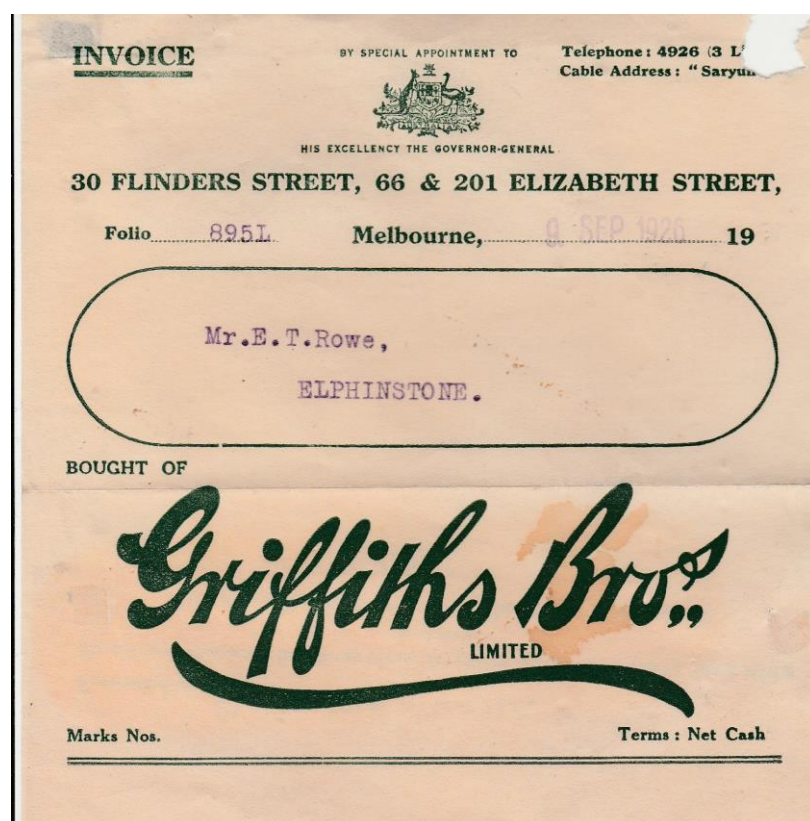 INVOICE
BY SPECIAL APPOINTMENT TO
HIS EXCELLENCY THE GOVERNOR-GENERAL
Telephone: 4926 (3
Cable Address: "
30 FLINDERS STREET, 66 & 201 ELIZABETH STREET,
Folio 895L Melbourne, 9 SEP 1926 19
Mr.E.T.Rowe,
ELPHINSTONE.
BOUGHT OF
Griffiths Bros.,
LIMITED
Marks Nos. Terms: Net Cash